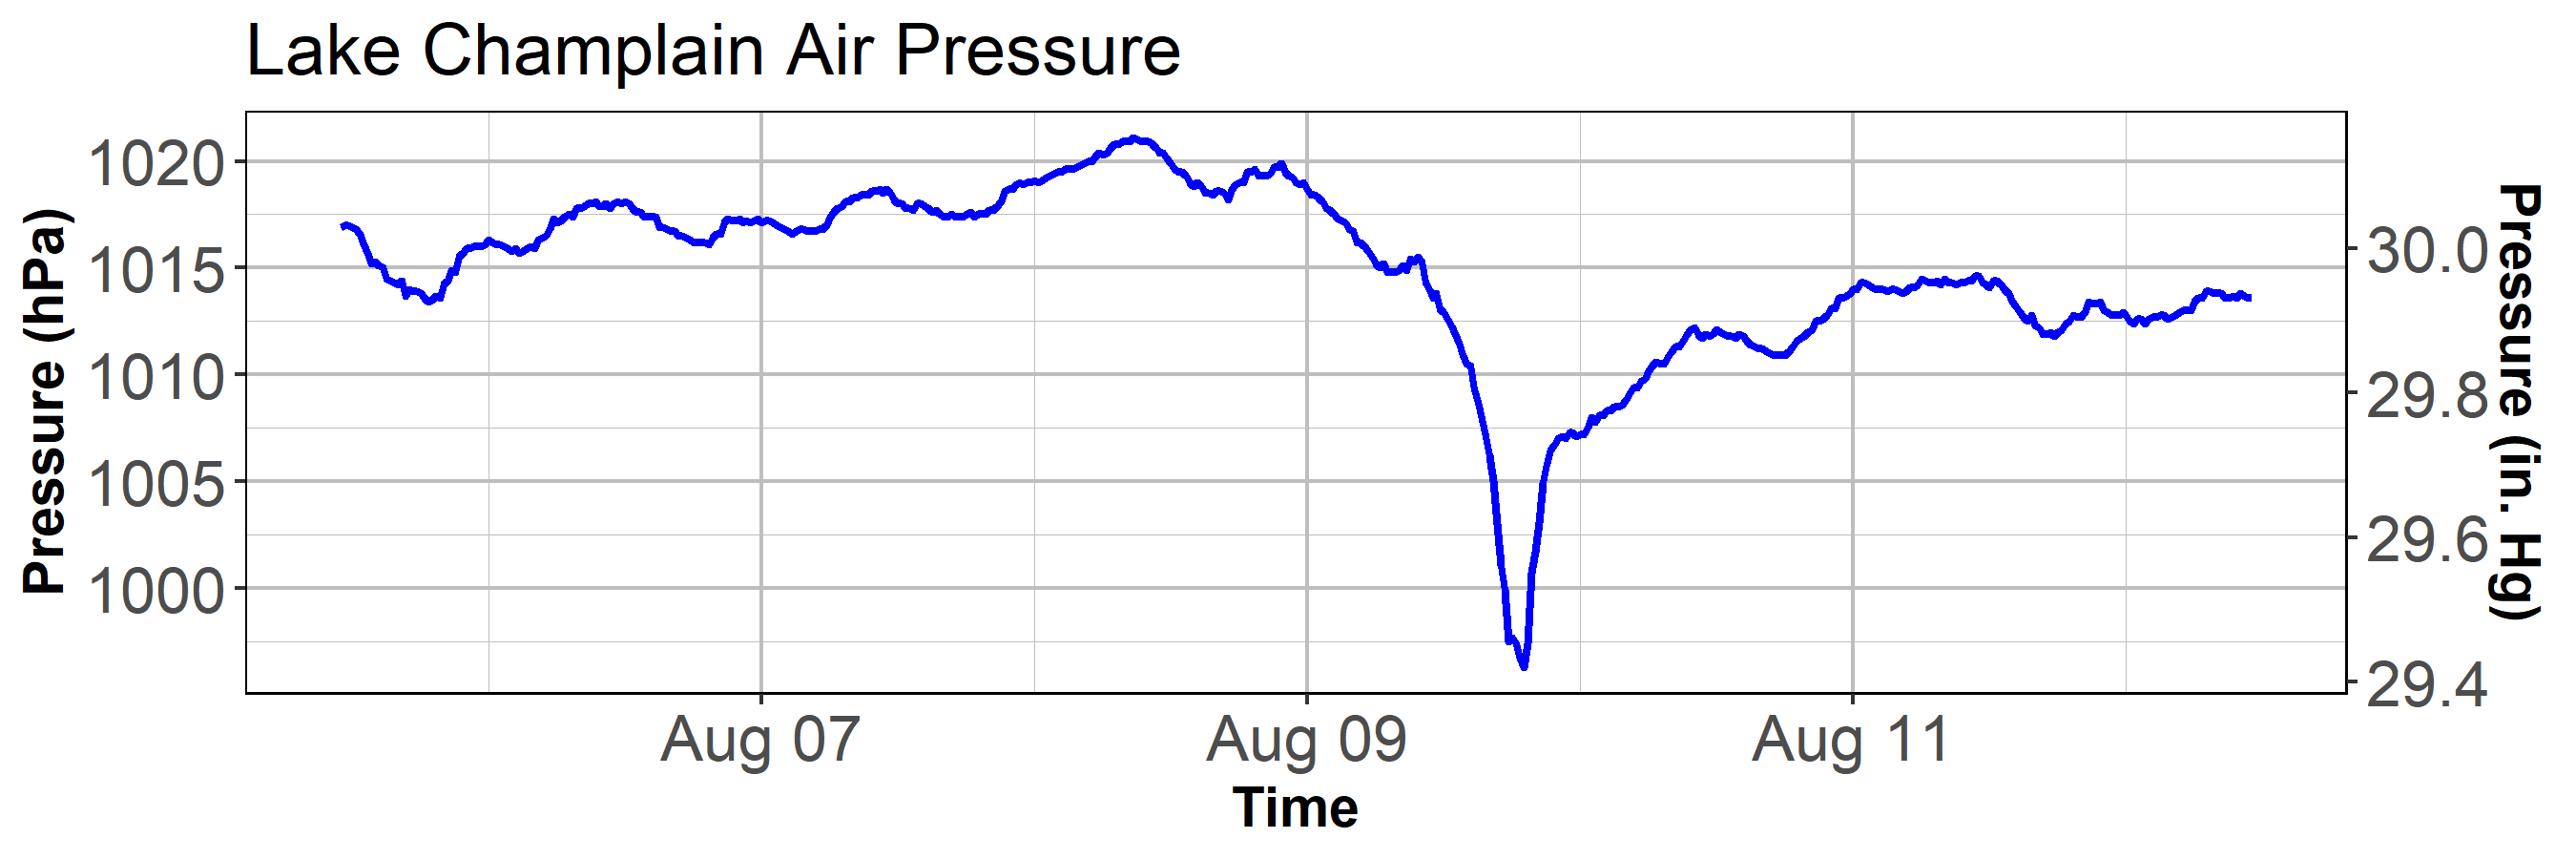 Lake Champlain Air Pressure
Pressure (hPa)
1020
1015
1010
1005
1000
30.0
29.8
29.6
29.4
Pressure (in. Hg)
Aug 07
Aug 09
Aug 11
Time